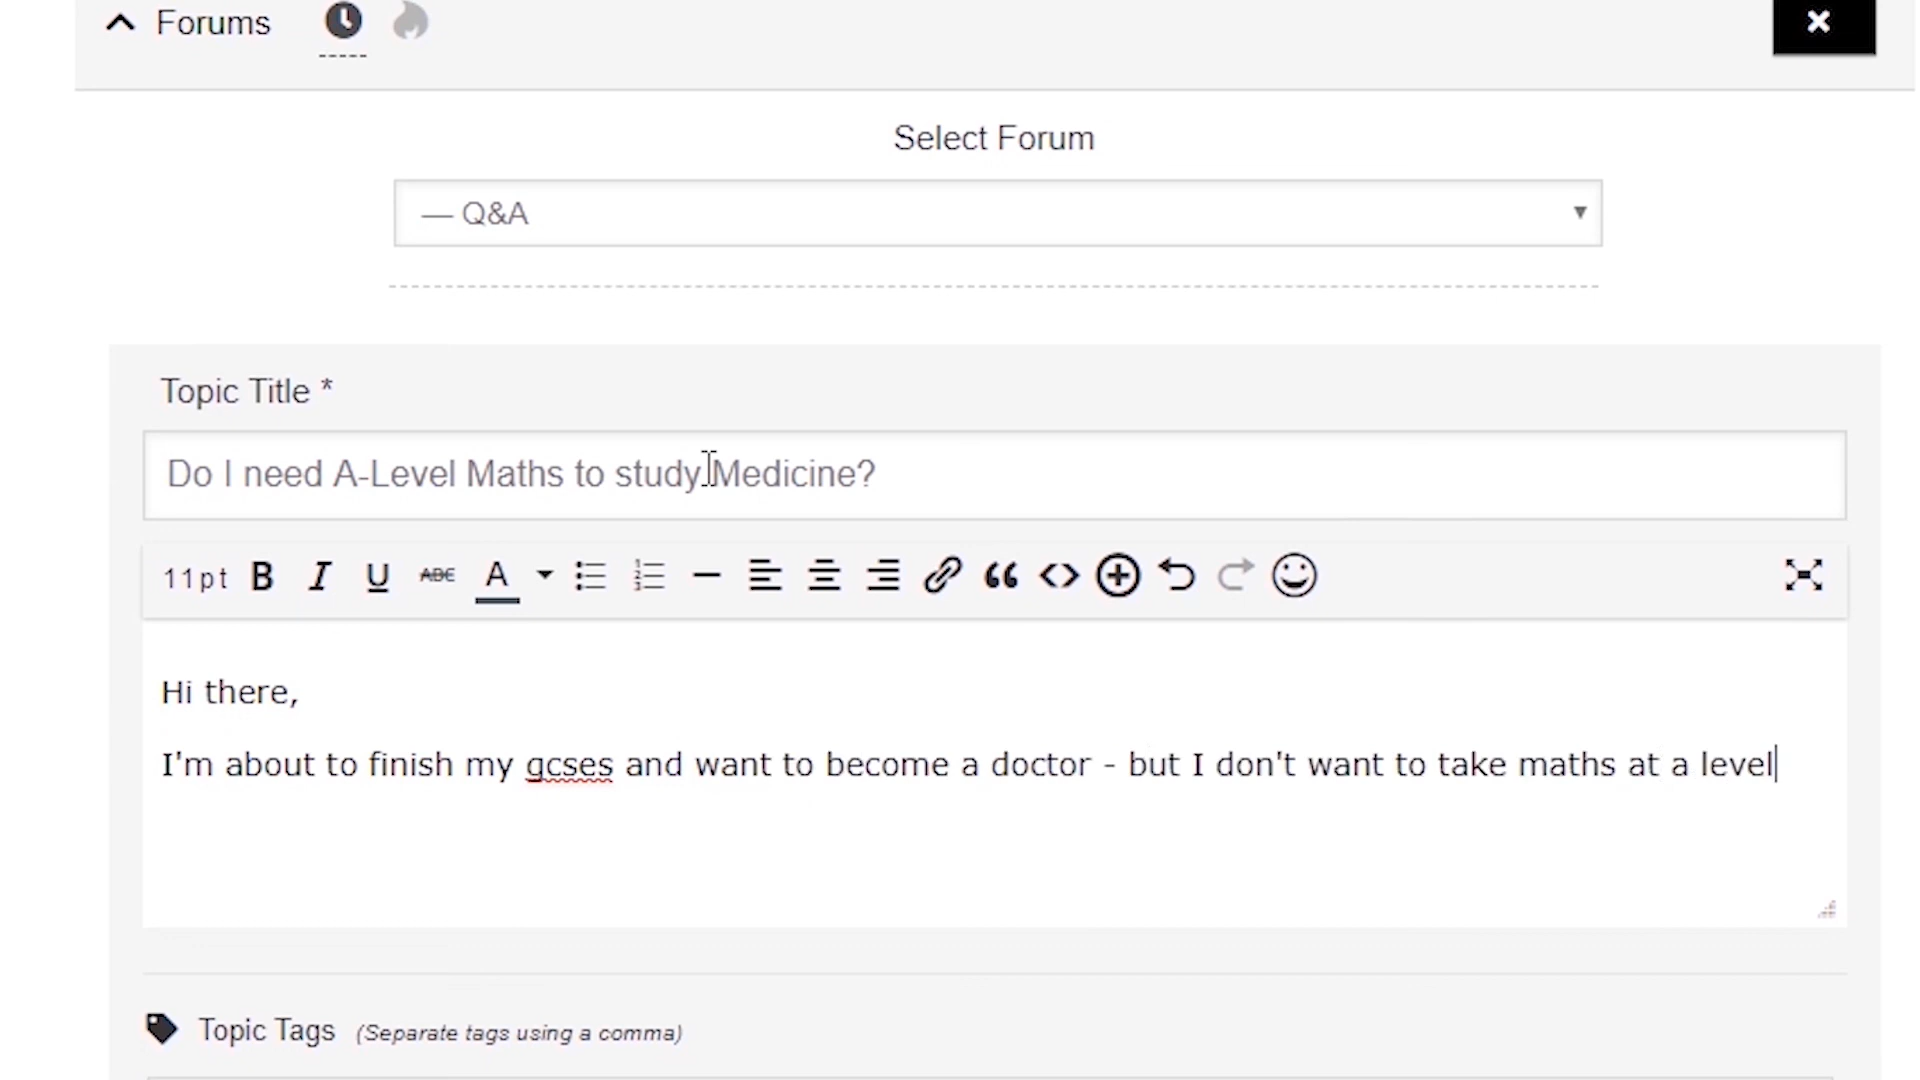 Forums
Select Forum
— Q&A
Topic Title *
Do I need A-Level Maths to study Medicine?
11pt B I U ABC A
Hi there,
I'm about to finish my gcses and want to become a doctor - but I don't want to take maths at a level
Topic Tags (Separate tags using a comma)